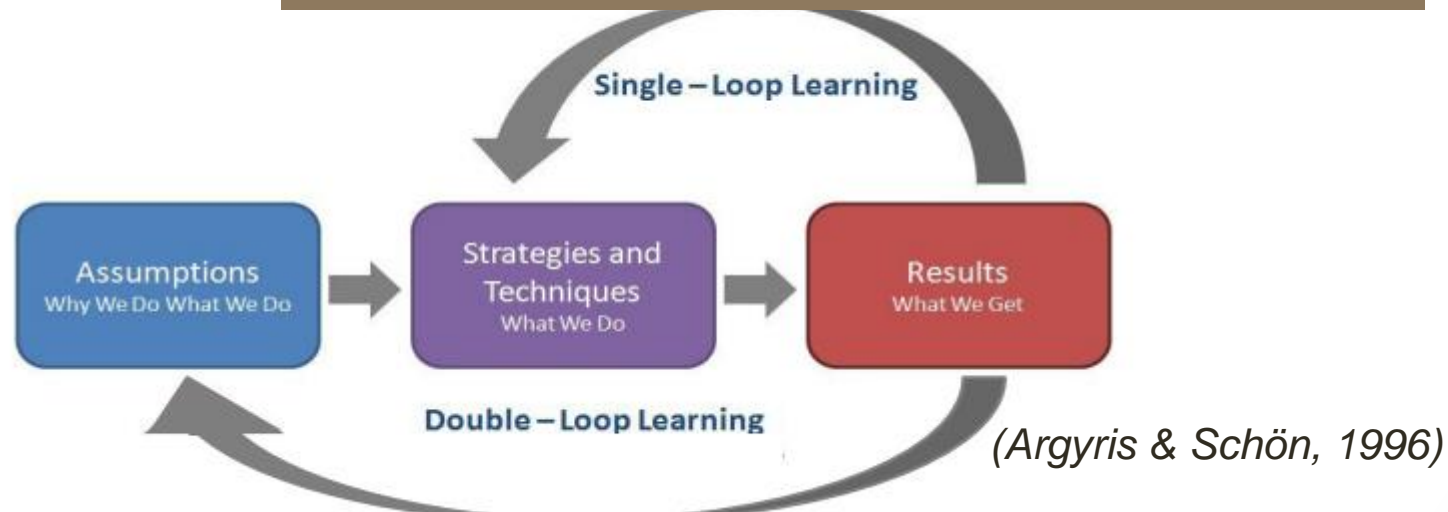 Single – Loop Learning
Assumptions
Why We Do What We Do
Strategies and
Techniques
What We Do
Results
What We Get
Double – Loop Learning
(Argyris & Schön, 1996)